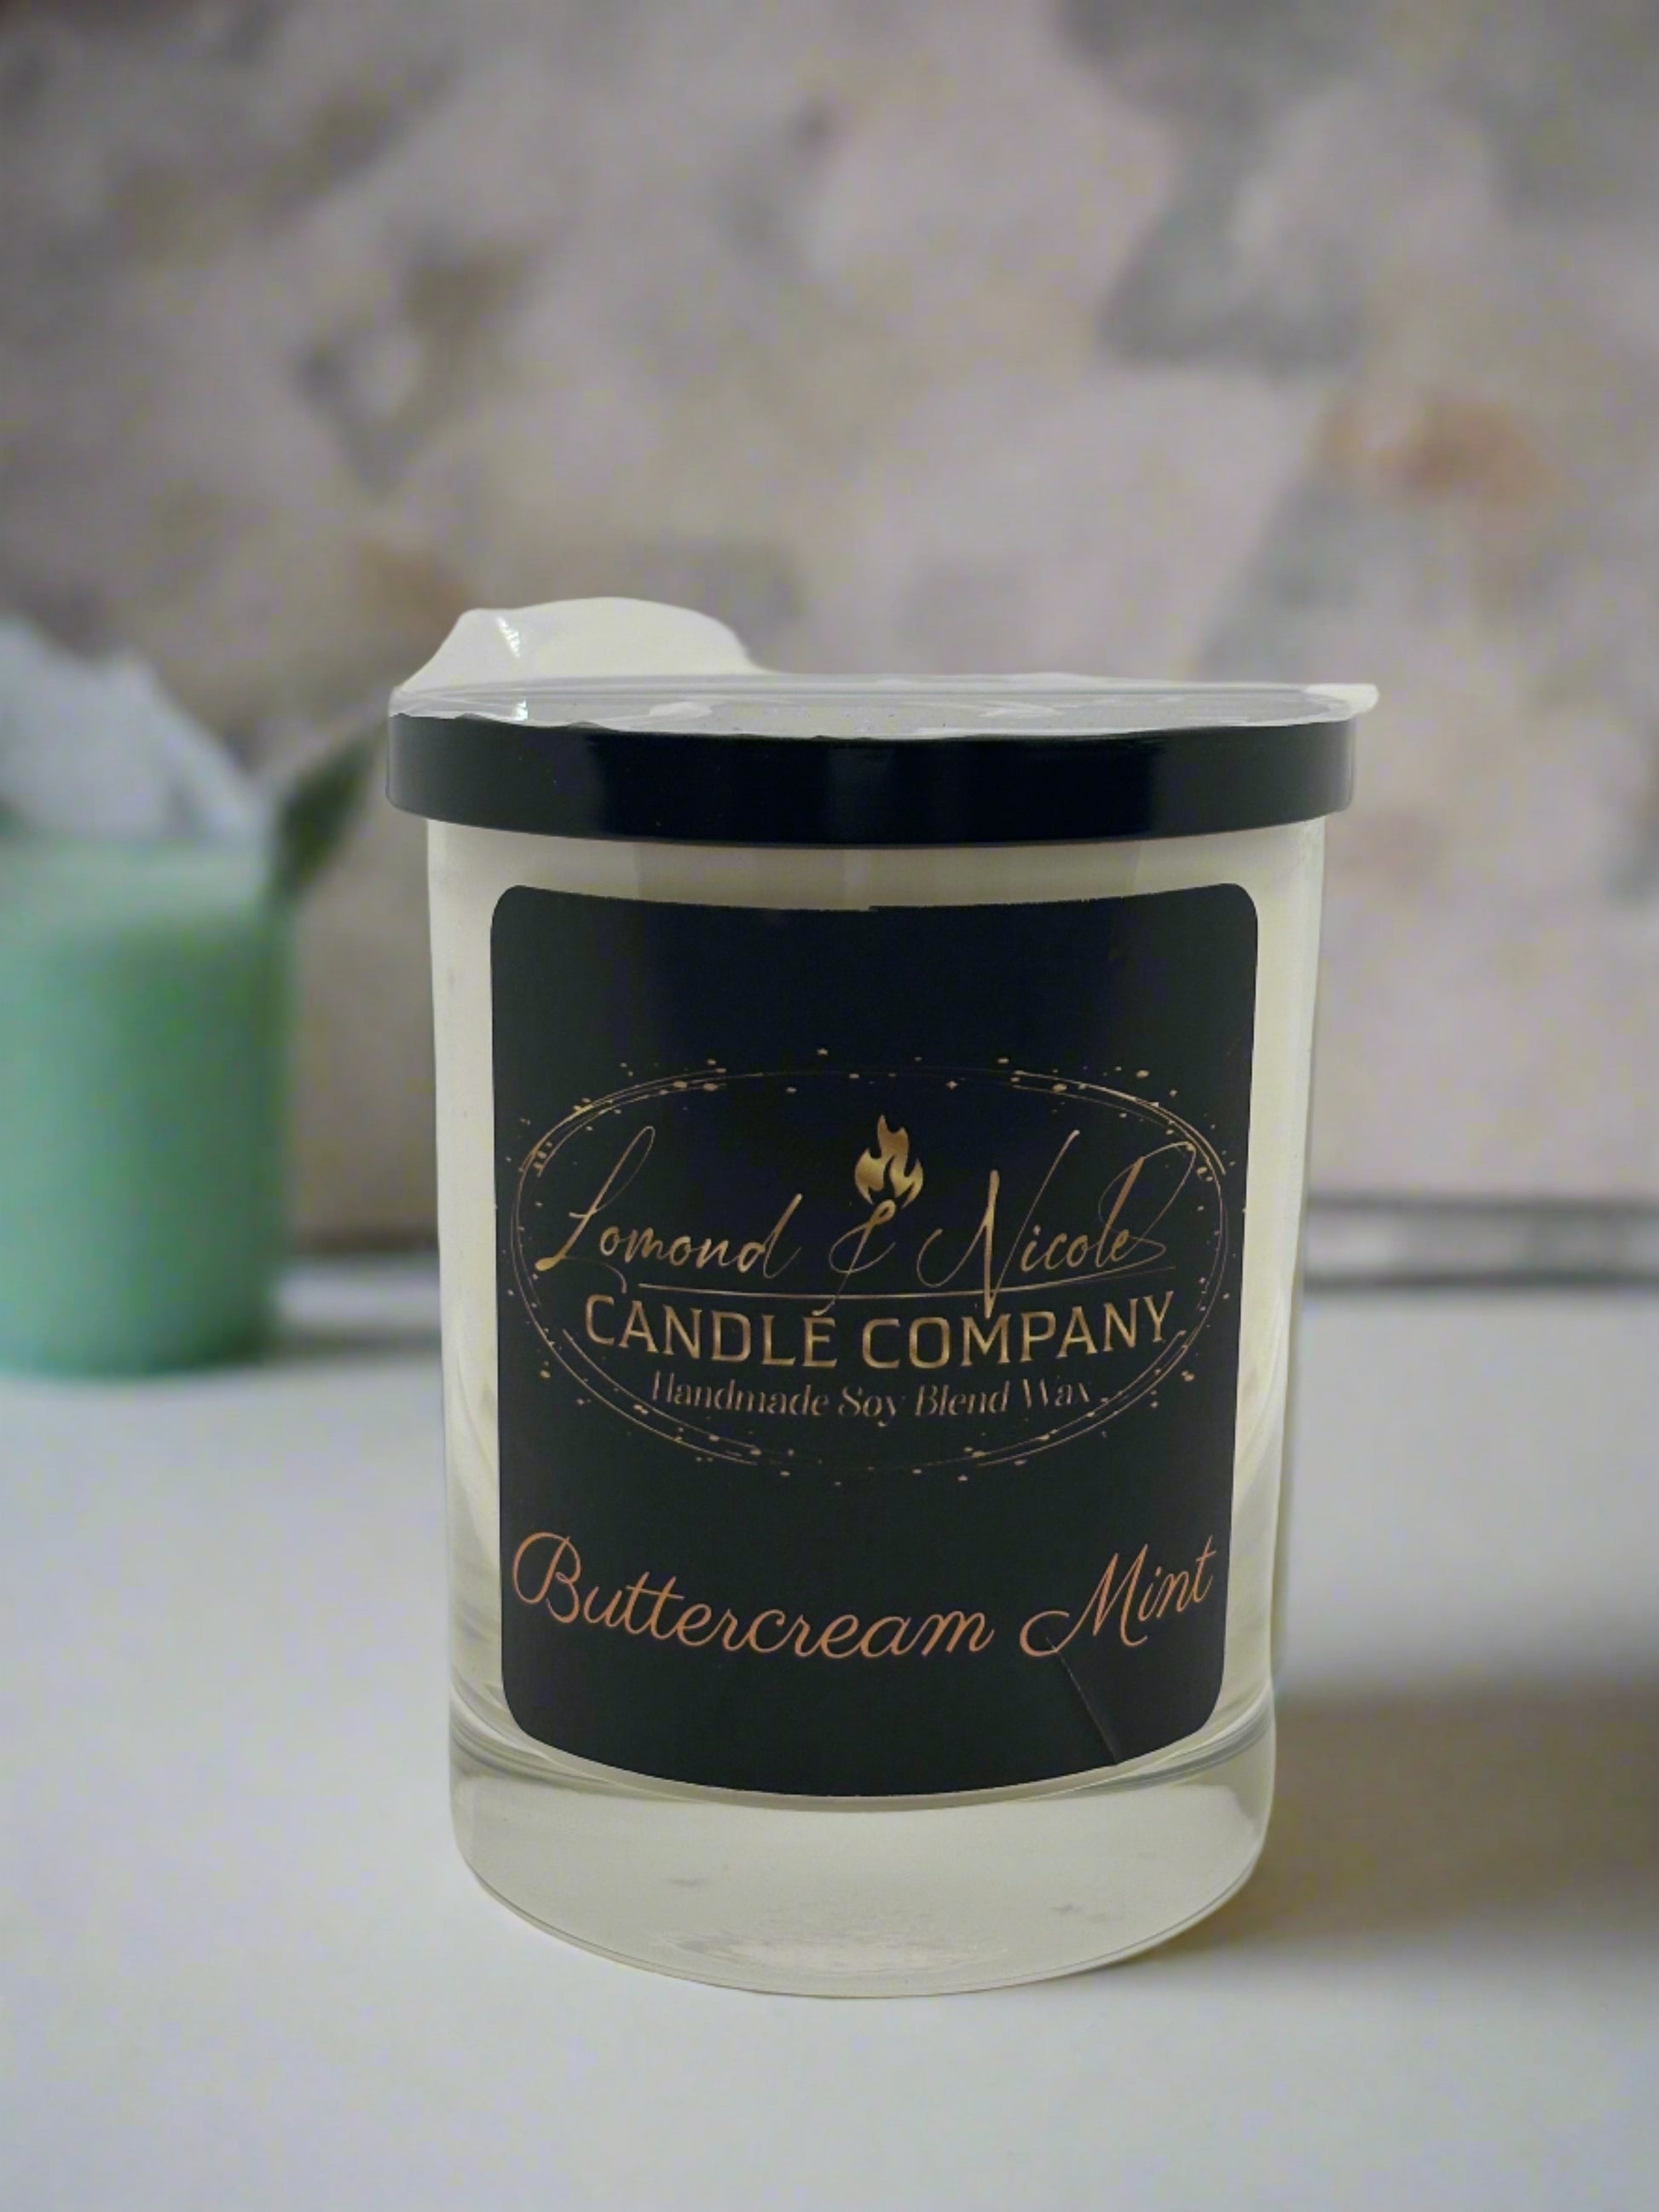 Lomond & Nicole
CANDLE COMPANY
Handmade Soy Blend Wax
Buttercream Mint